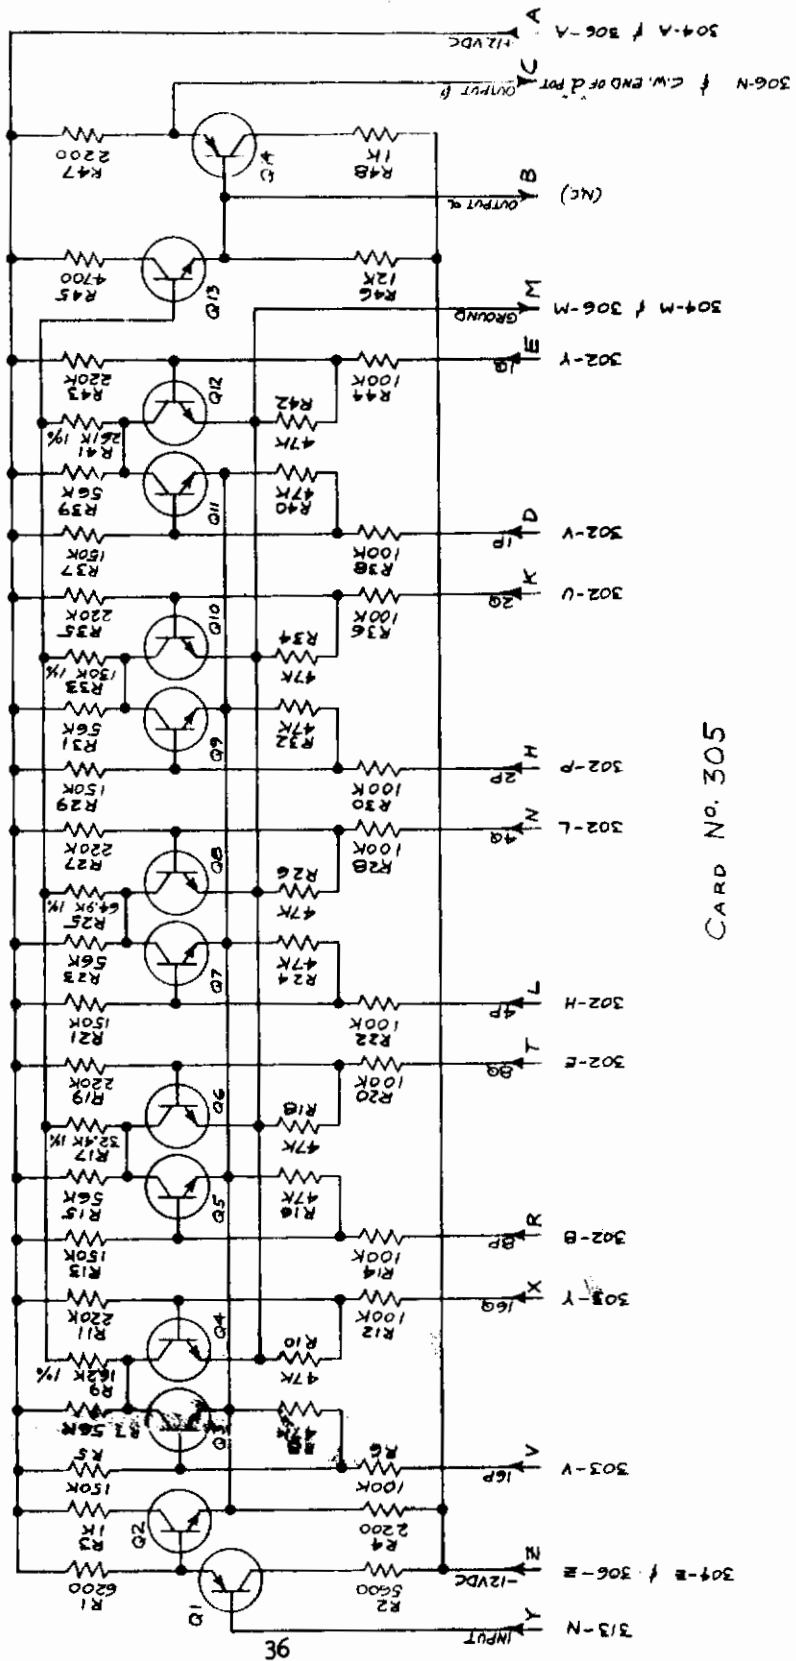 A
+12VDC
304-A & 306-A
C
OUTPUT β
306-N & C.W. END OF "d" POT
R47
2200
Q14
R48
1K
B
OUTPUT α
(NC)
R45
4700
Q13
R46
12K
M
GROUND
304-M & 306-M
R43
220K
Q12
R44
100K
E
1Q
302-Y
R41
26.1K 1%
R42
47K
R39
56K
Q11
R40
47K
R37
150K
R38
100K
D
1P
302-V
R35
220K
Q10
R36
100K
K
2Q
302-U
R33
130K 1%
R34
47K
R31
56K
Q9
R32
47K
R29
150K
R30
100K
H
2P
302-P
R27
220K
Q8
R28
100K
N
4Q
302-L
R25
64.9K 1%
R26
47K
R23
56K
Q7
R24
47K
R21
150K
R22
100K
L
4P
302-H
R19
220K
Q6
R20
100K
T
8Q
302-E
R17
32.4K 1%
R18
47K
R15
56K
Q5
R16
47K
R13
150K
R14
100K
R
8P
302-B
R11
220K
Q4
R12
100K
X
16Q
303-Y
R9
16.2K 1%
R10
47K
R7
56K
Q3
R5
150K
R6
100K
V
16P
303-V
R3
1K
Q2
R4
2200
R1
6200
Q1
R2
5600
Z
-12VDC
304-Z & 306-Z
Y
INPUT
313-N
CARD No. 305
36